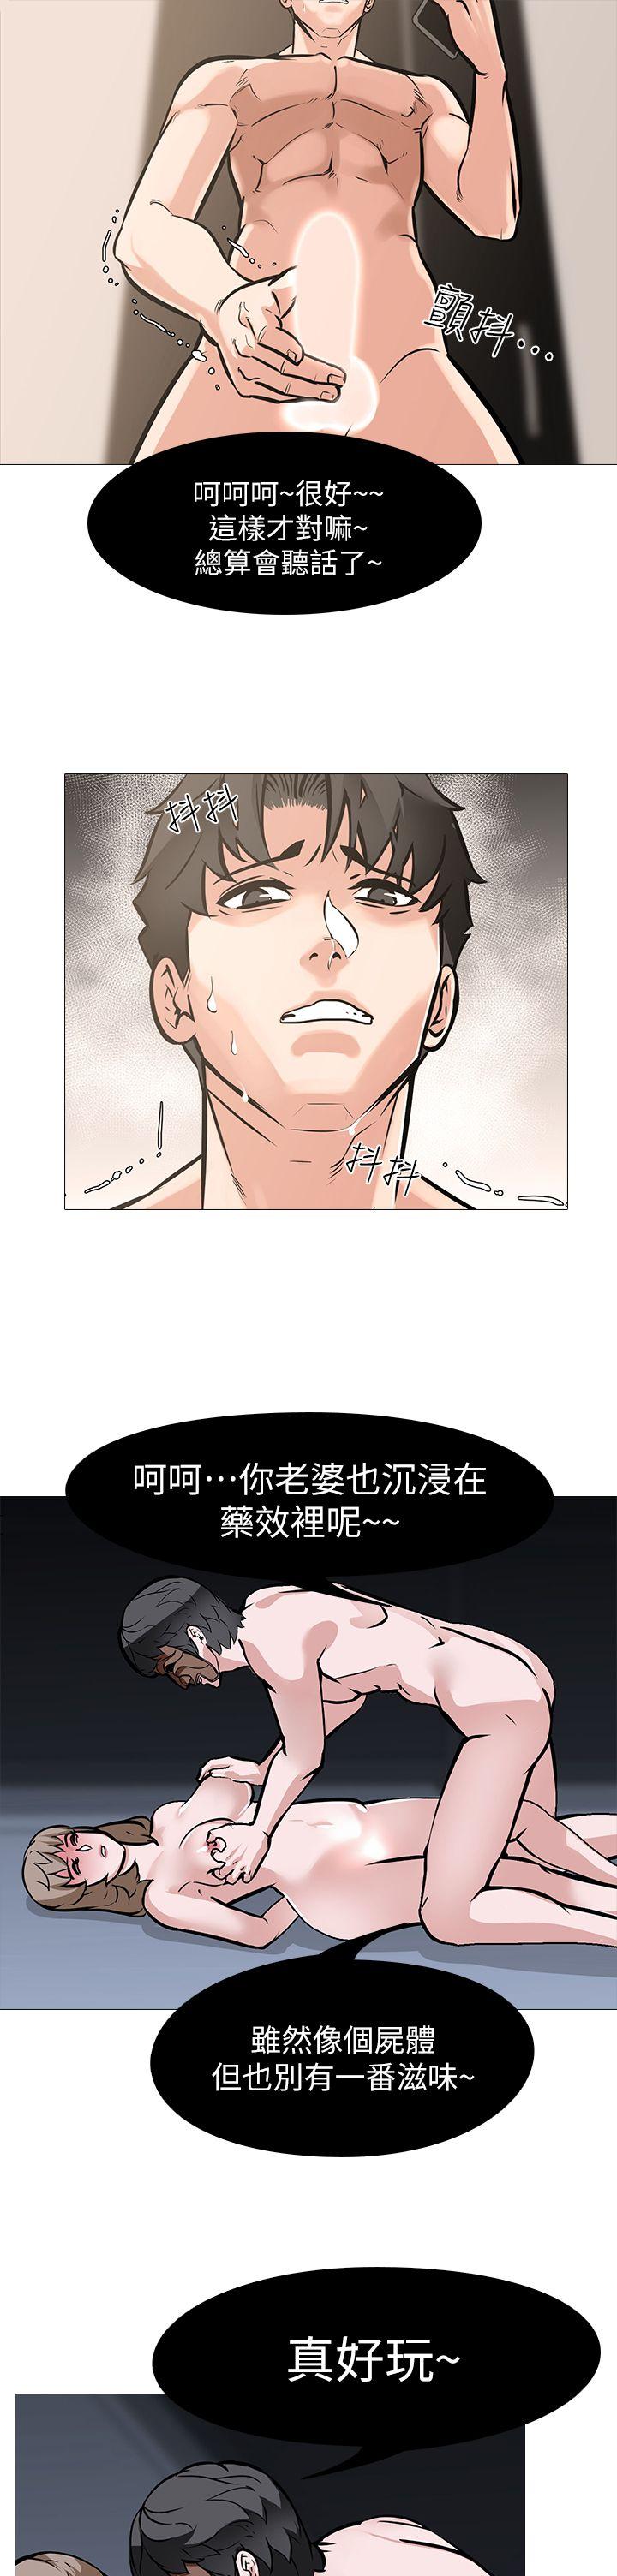 顫抖…
呵呵呵~很好~~
這樣才對嘛~
總算會聽話了~
抖抖
抖抖
呵呵…你老婆也沉浸在
藥效裡呢~~
雖然像個屍體
但也別有一番滋味~
真好玩~